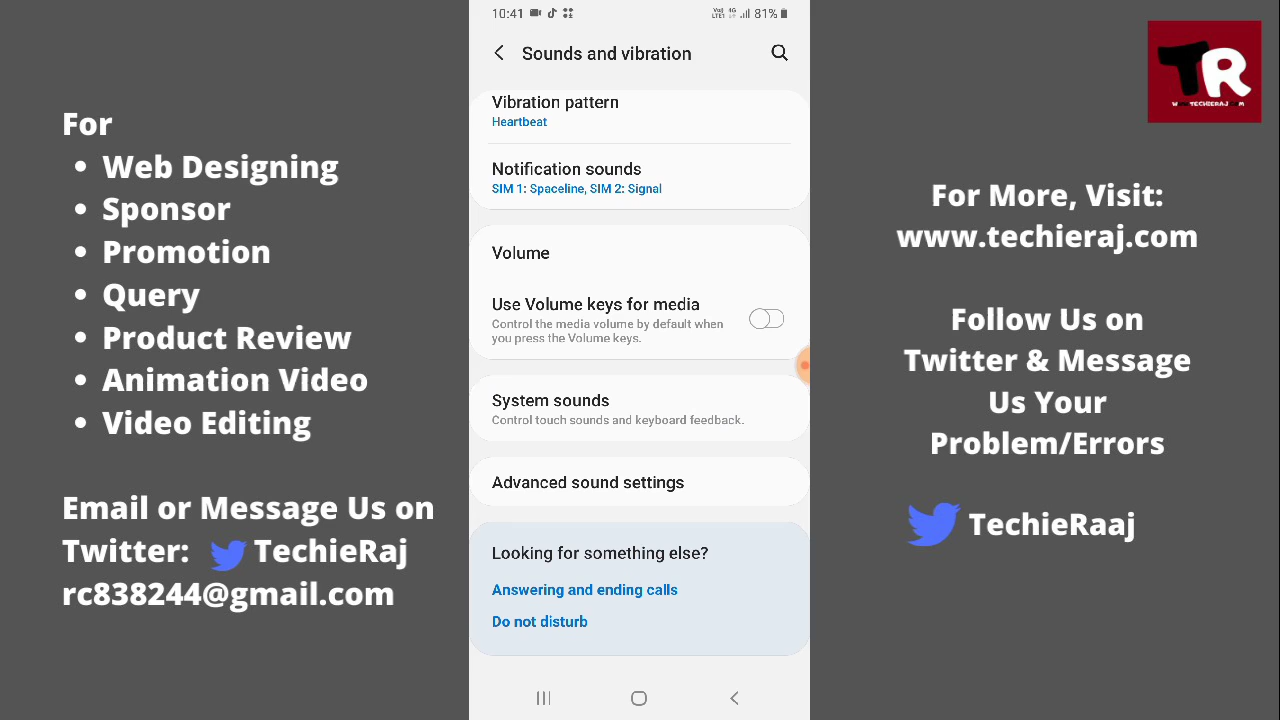 For
• Web Designing
• Sponsor
• Promotion
• Query
• Product Review
• Animation Video
• Video Editing
Email or Message Us on
Twitter: TechieRaj
rc838244@gmail.com
10:41
81%
Sounds and vibration
Vibration pattern
Heartbeat
Notification sounds
SIM 1: Spaceline, SIM 2: Signal
Volume
Use Volume keys for media
Control the media volume by default when
you press the Volume keys.
System sounds
Control touch sounds and keyboard feedback.
Advanced sound settings
Looking for something else?
Answering and ending calls
Do not disturb
TR
For More, Visit:
www.techieraj.com
Follow Us on
Twitter & Message
Us Your
Problem/Errors
TechieRaaj